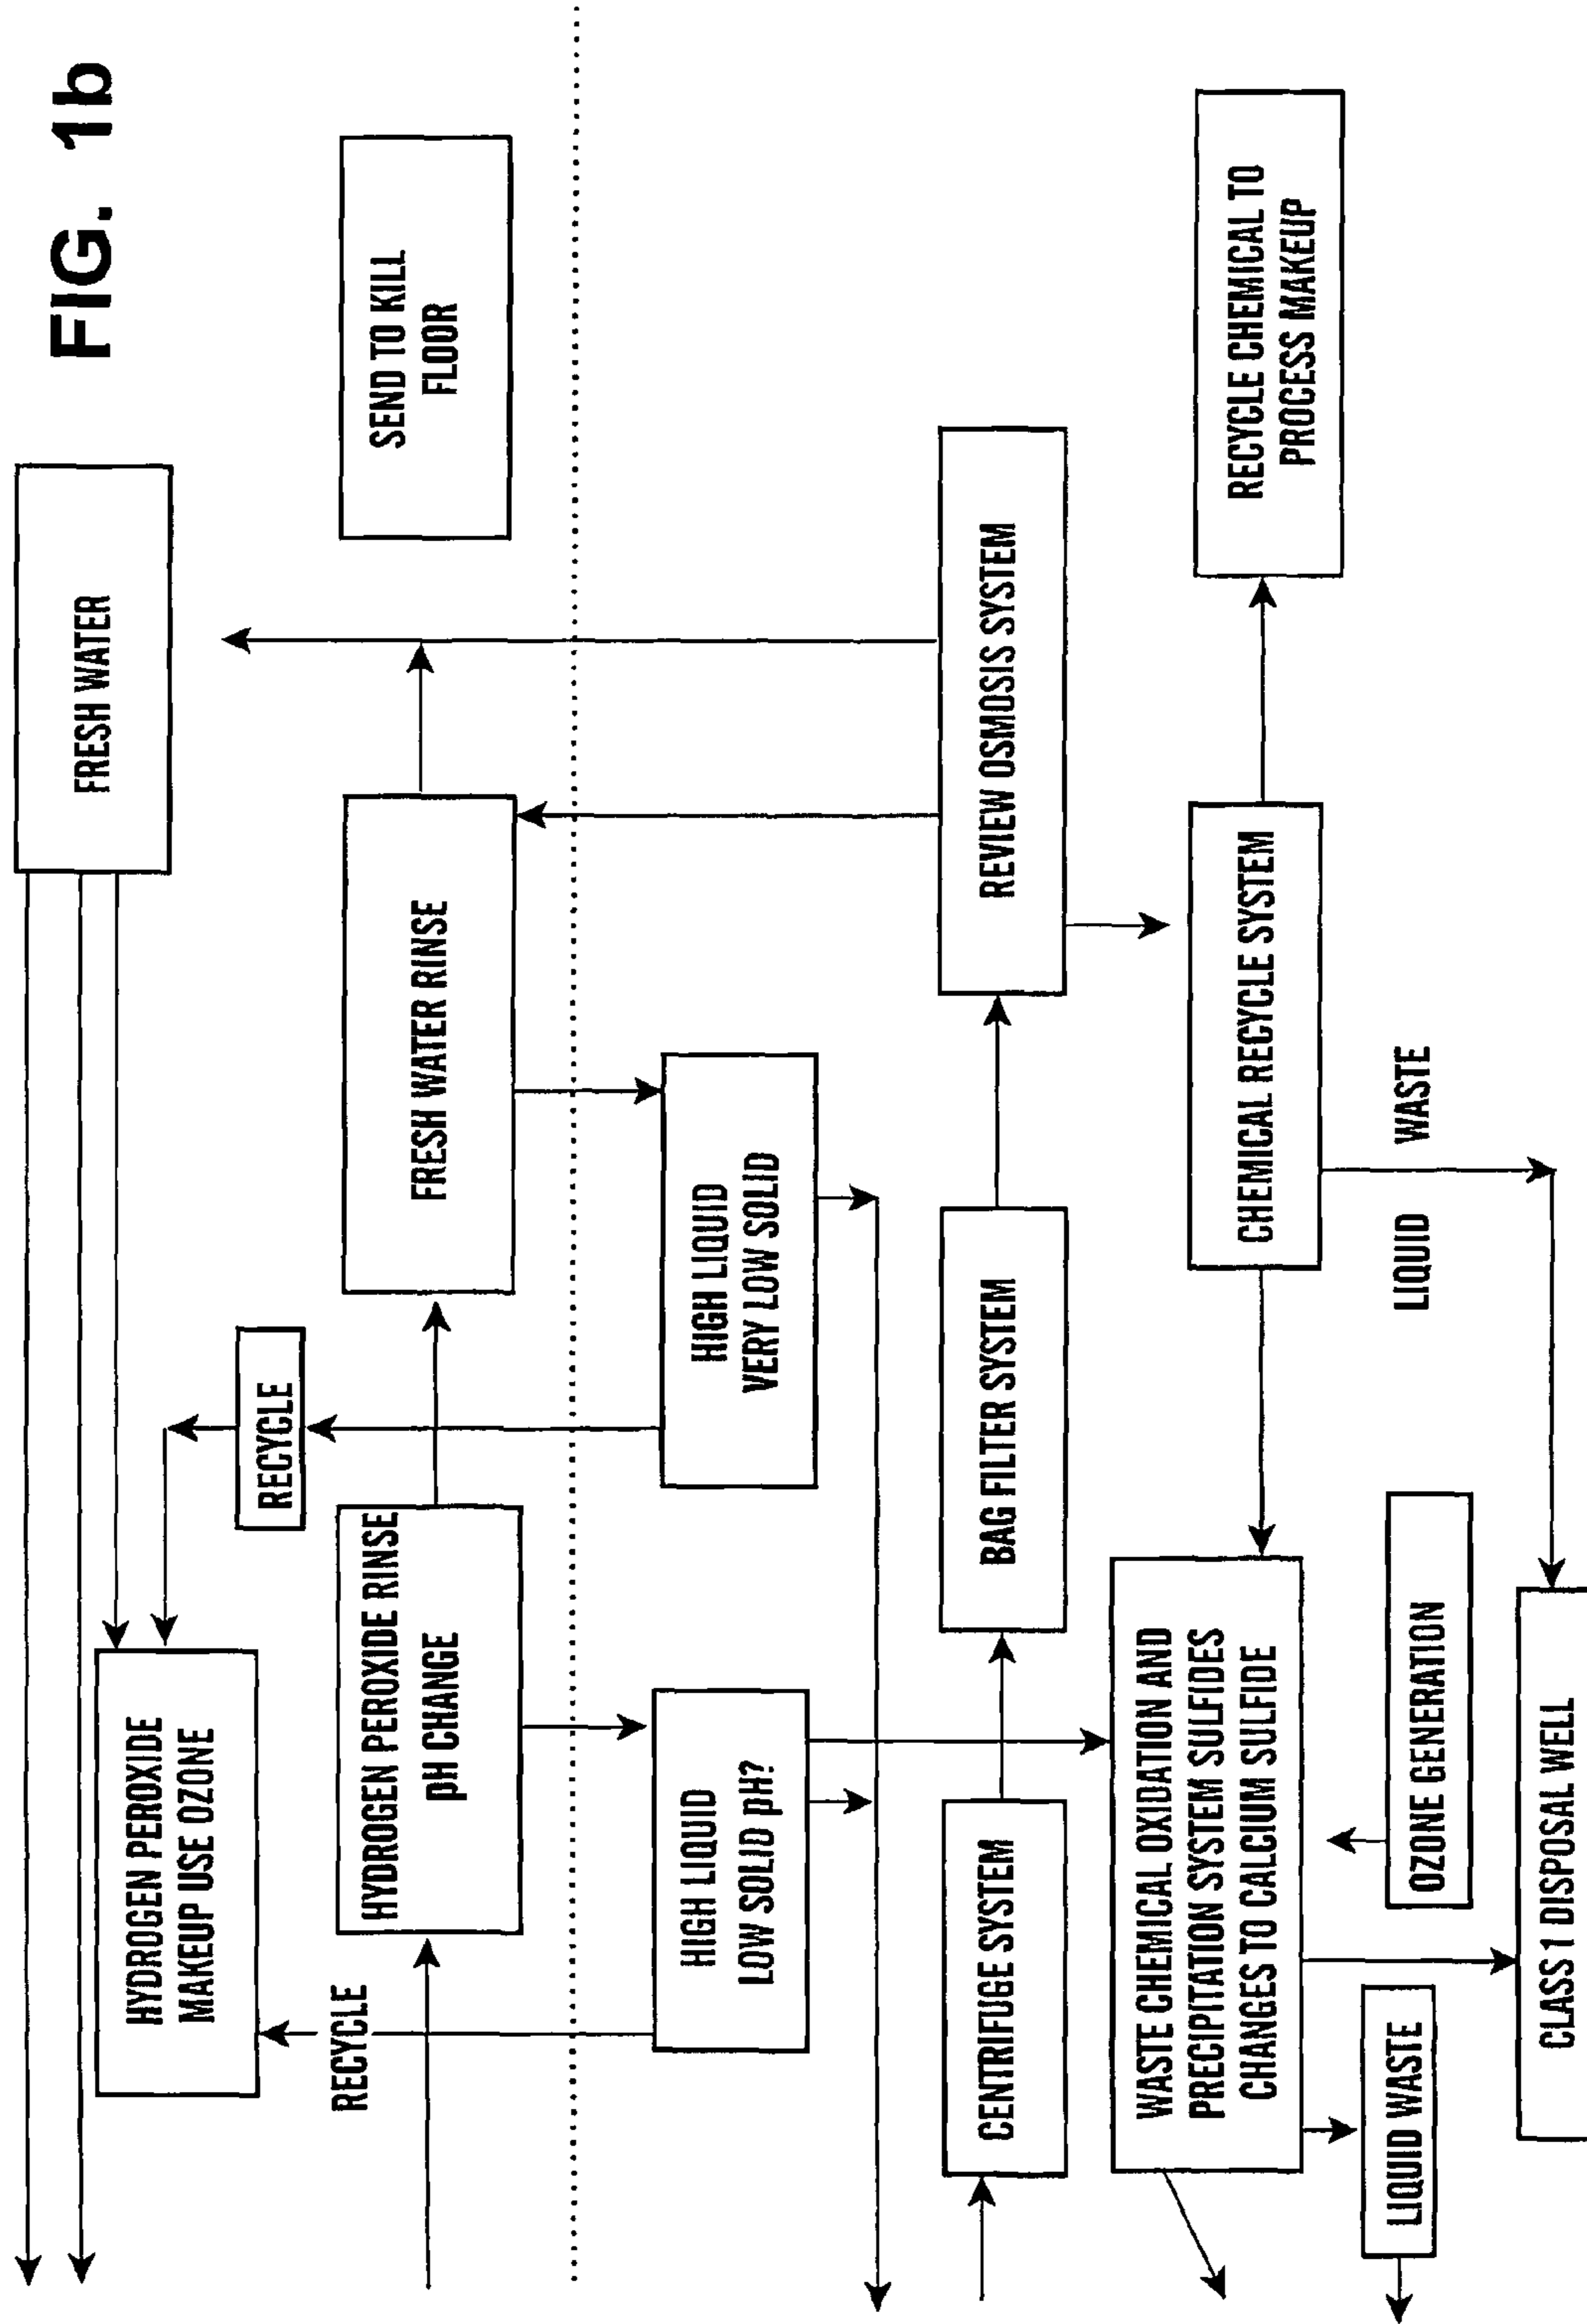 FIG. 1b
FRESH WATER
HYDROGEN PEROXIDE
MAKEUP USE OZONE
RECYCLE
RECYCLE
HYDROGEN PEROXIDE RINSE
pH CHANGE
FRESH WATER RINSE
SEND TO KILL
FLOOR
HIGH LIQUID
LOW SOLID pH?
HIGH LIQUID
VERY LOW SOLID
CENTRIFUGE SYSTEM
BAG FILTER SYSTEM
REVIEW OSMOSIS SYSTEM
WASTE CHEMICAL OXIDATION AND
PRECIPITATION SYSTEM SULFIDES
CHANGES TO CALCIUM SULFIDE
CHEMICAL RECYCLE SYSTEM
RECYCLE CHEMICAL TO
PROCESS MAKEUP
LIQUID WASTE
OZONE GENERATION
LIQUID WASTE
CLASS 1 DISPOSAL WELL